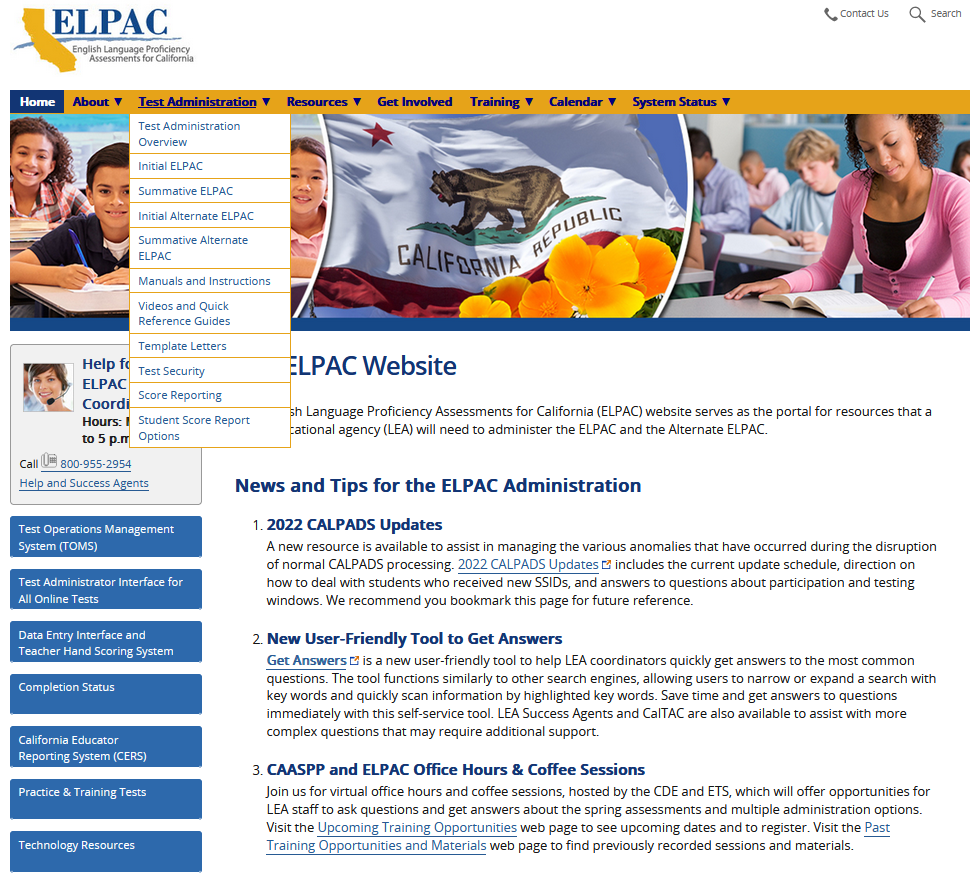 ELPAC
English Language Proficiency
Assessments for California
Contact Us
Search
Home
About ▼
Test Administration ▼
Resources ▼
Get Involved
Training ▼
Calendar ▼
System Status ▼
Test Administration
Overview
Initial ELPAC
Summative ELPAC
Initial Alternate ELPAC
Summative Alternate
ELPAC
Manuals and Instructions
Videos and Quick
Reference Guides
Template Letters
Test Security
Score Reporting
Student Score Report
Options
CALIFORNIA REPUBLIC
Help fo
ELPAC
Coordi
Hours:
to 5 p.m
Call 800-955-2954
Help and Success Agents
Test Operations Management
System (TOMS)
Test Administrator Interface for
All Online Tests
Data Entry Interface and
Teacher Hand Scoring System
Completion Status
California Educator
Reporting System (CERS)
Practice & Training Tests
Technology Resources
ELPAC Website
sh Language Proficiency Assessments for California (ELPAC) website serves as the portal for resources that a
cational agency (LEA) will need to administer the ELPAC and the Alternate ELPAC.
News and Tips for the ELPAC Administration
1. 2022 CALPADS Updates
A new resource is available to assist in managing the various anomalies that have occurred during the disruption
of normal CALPADS processing. 2022 CALPADS Updates includes the current update schedule, direction on
how to deal with students who received new SSIDs, and answers to questions about participation and testing
windows. We recommend you bookmark this page for future reference.
2. New User-Friendly Tool to Get Answers
Get Answers is a new user-friendly tool to help LEA coordinators quickly get answers to the most common
questions. The tool functions similarly to other search engines, allowing users to narrow or expand a search with
key words and quickly scan information by highlighted key words. Save time and get answers to questions
immediately with this self-service tool. LEA Success Agents and CalTAC are also available to assist with more
complex questions that may require additional support.
3. CAASPP and ELPAC Office Hours & Coffee Sessions
Join us for virtual office hours and coffee sessions, hosted by the CDE and ETS, which will offer opportunities for
LEA staff to ask questions and get answers about the spring assessments and multiple administration options.
Visit the Upcoming Training Opportunities web page to see upcoming dates and to register. Visit the Past
Training Opportunities and Materials web page to find previously recorded sessions and materials.